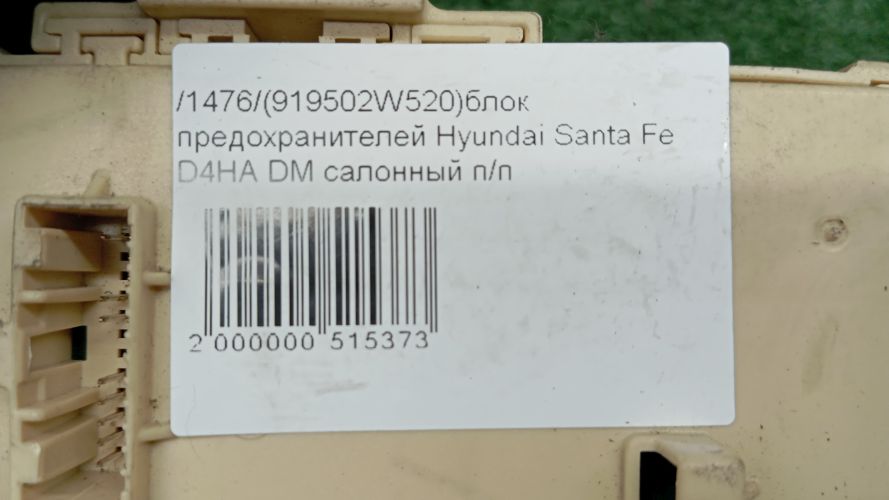 /1476/(919502W520)блок
предохранителей Hyundai Santa Fe
D4HA DM салонный п/п
2 000000 515373